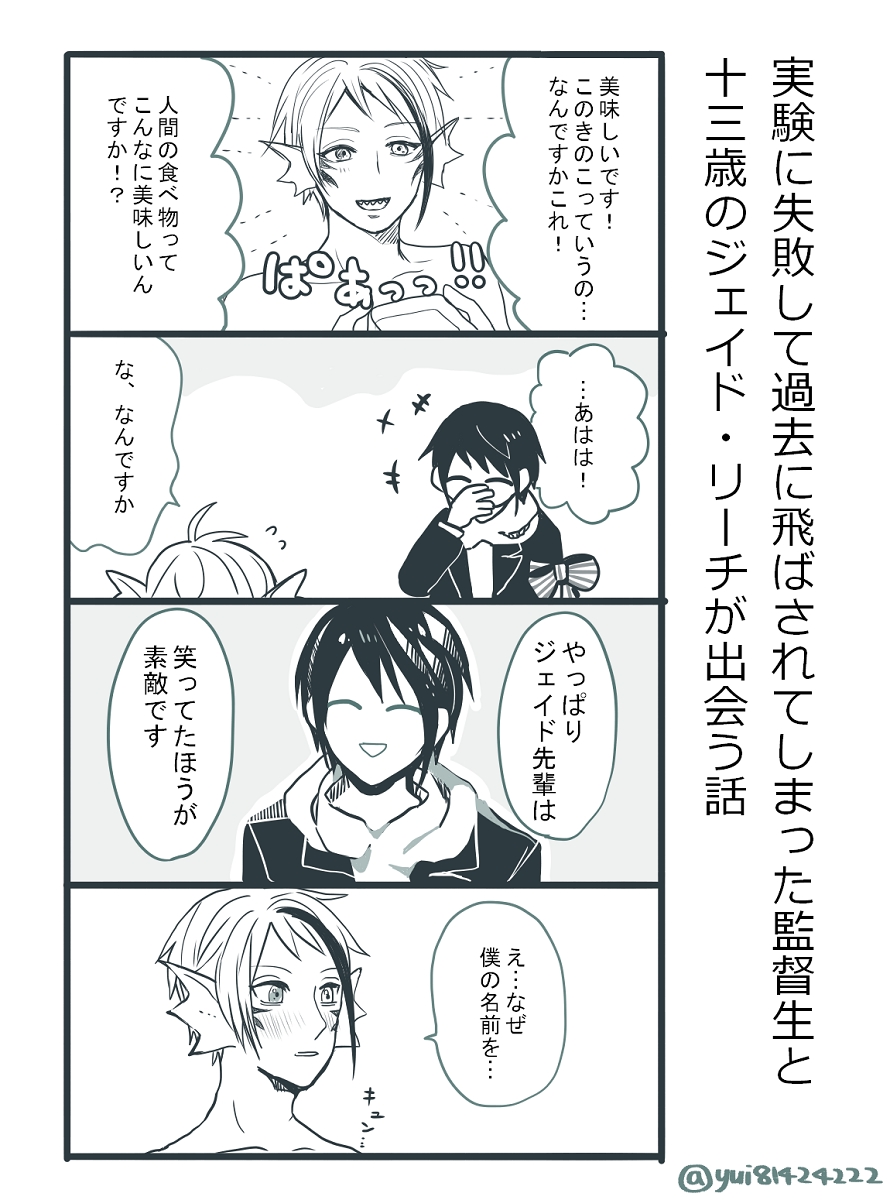 実験に失敗して過去に飛ばされてしまった監督生と
十三歳のジェイド・リーチが出会う話
美味しいです！
このきのこっていうの…
なんですかこれ！
ぱあっっ!!
人間の食べ物って
こんなに美味しいん
ですか！？
…あはは！
な、なんですか
やっぱり
ジェイド先輩は
笑ってたほうが
素敵です
え…なぜ
僕の名前を…
キュン…
@yui81424222